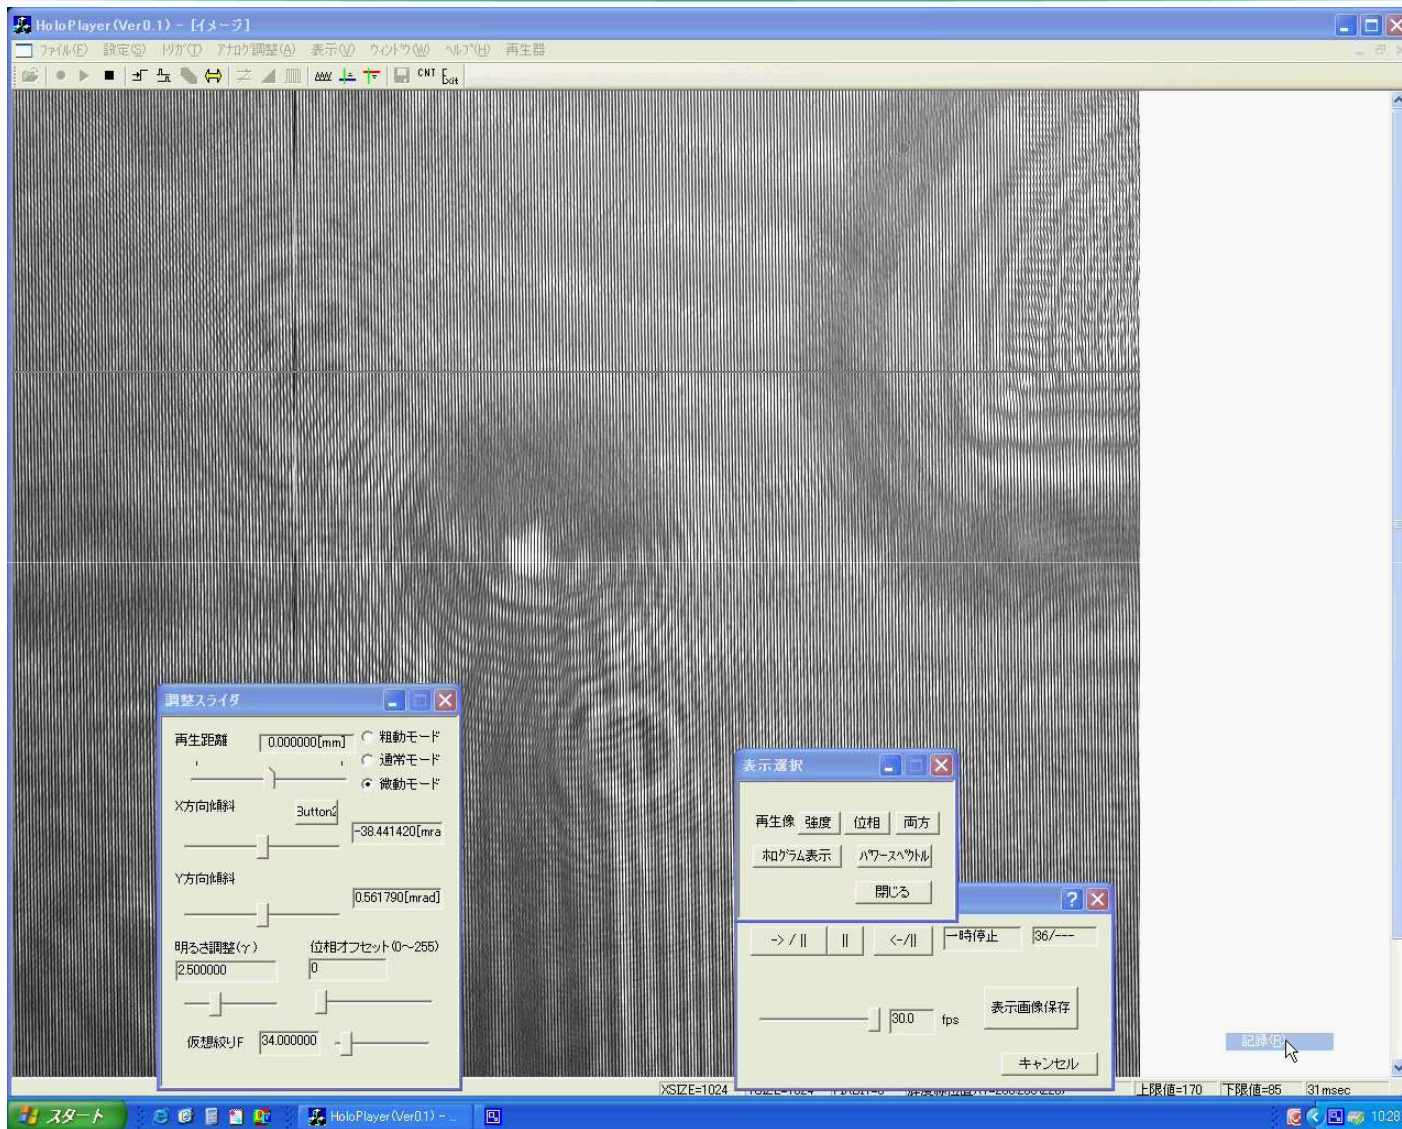 HoloPlayer(Ver0.1) - [イメージ]
ファイル(F) 設定(S) トリガ(T) アナログ調整(A) 表示(V) ウィンドウ(W) ヘルプ(H) 再生器
CNT Exit
調整スライダ
再生距離 0.000000[mm] 粗動モード
通常モード
微動モード
X方向傾斜 Button2
-38.441420[mra
Y方向傾斜
0.561790[mrad]
明るさ調整(γ) 位相オフセット(0～255)
2.500000 0
仮想絞りF 34.000000
表示選択
再生像 強度 位相 両方
ホログラム表示 パワースペクトル
閉じる
-> / || || <-/|| 一時停止 36/---
30.0 fps 表示画像保存
キャンセル
記録(R)
XSIZE=1024 上限値=170 下限値=85 31msec
スタート HoloPlayer(Ver0.1) - ... 10:28